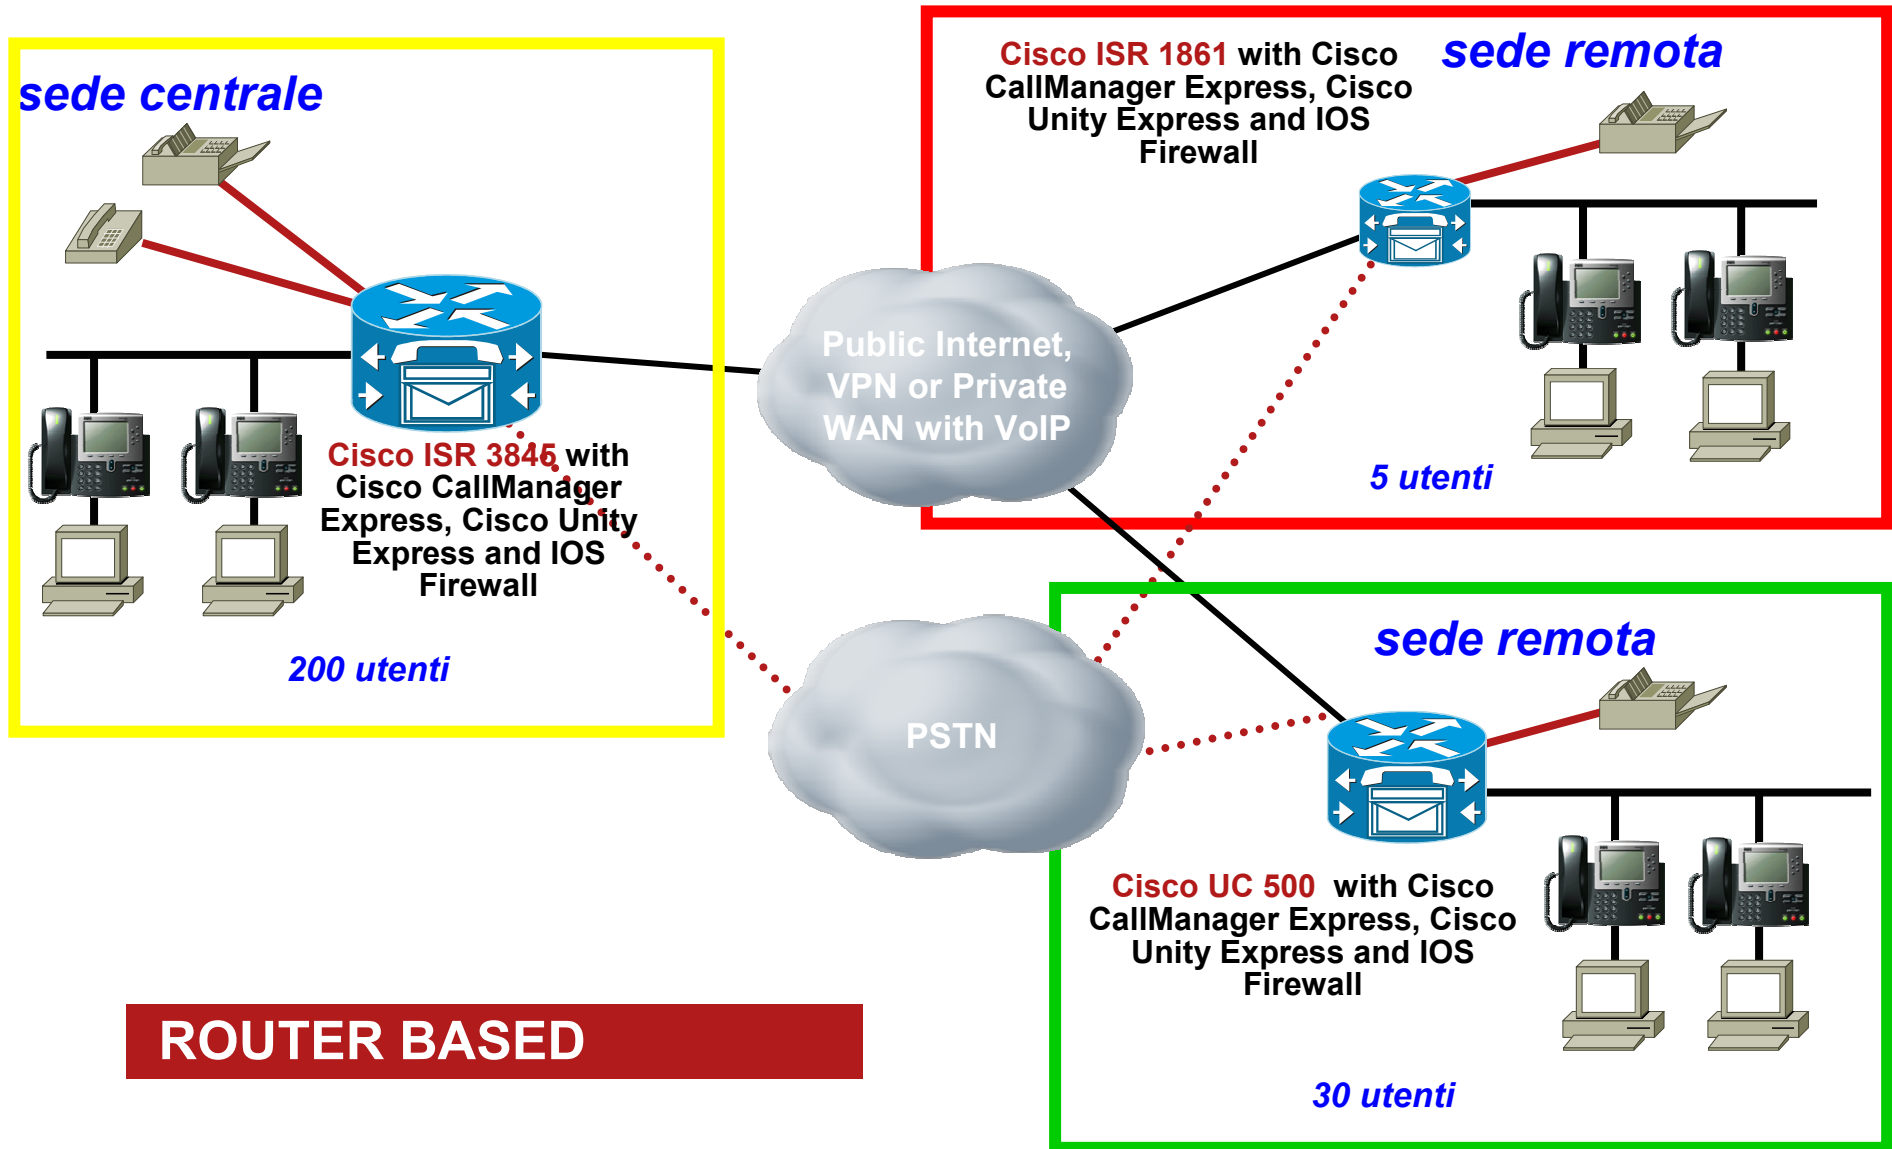 sede centrale
Cisco ISR 3845 with
Cisco CallManager
Express, Cisco Unity
Express and IOS
Firewall
200 utenti
Cisco ISR 1861 with Cisco
CallManager Express, Cisco
Unity Express and IOS
Firewall
sede remota
5 utenti
Public Internet,
VPN or Private
WAN with VoIP
PSTN
sede remota
Cisco UC 500 with Cisco
CallManager Express, Cisco
Unity Express and IOS
Firewall
30 utenti
ROUTER BASED